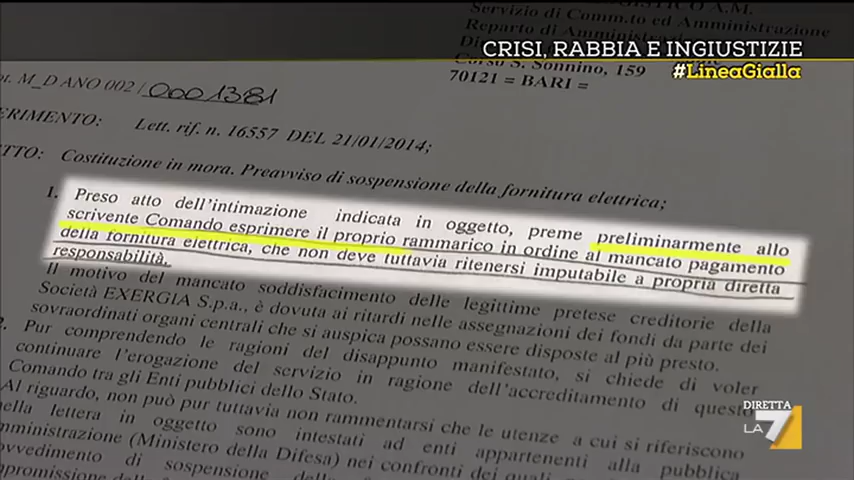 A.M.
Servizio di Comm.to ed Amministrazione
Reparto di Amministrazione
CRISI, RABBIA E INGIUSTIZIE
Corso S. Sonnino, 159
#LineaGialla
70121 = BARI =
M_D ANO 002 / 0001381
ERIMENTO: Lett. rif. n. 16557 DEL 21/01/2014;
ETTO: Costituzione in mora. Preavviso di sospensione della fornitura elettrica;
1. Preso atto dell'intimazione indicata in oggetto, preme preliminarmente allo
scrivente Comando esprimere il proprio rammarico in ordine al mancato pagamento
della fornitura elettrica, che non deve tuttavia ritenersi imputabile a propria diretta
responsabilità.
Il motivo del mancato soddisfacimento delle legittime pretese creditorie della
Società EXERGIA S.p.a., è dovuta ai ritardi nelle assegnazioni dei fondi da parte dei
sovraordinati organi centrali che si auspica possano essere disposte al più presto.
2. Pur comprendendo le ragioni del disappunto manifestato, si chiede di voler
continuare l'erogazione del servizio in ragione dell'accreditamento di questo
Comando tra gli Enti pubblici dello Stato.
Al riguardo, non può pur tuttavia non rammentarsi che le utenze a cui si riferiscono
nella lettera in oggetto sono intestati ad enti appartenenti alla pubblica
mministrazione (Ministero della Difesa) nei confronti dei quali
ovvedimento di sospensione della
DIRETTA
LA7